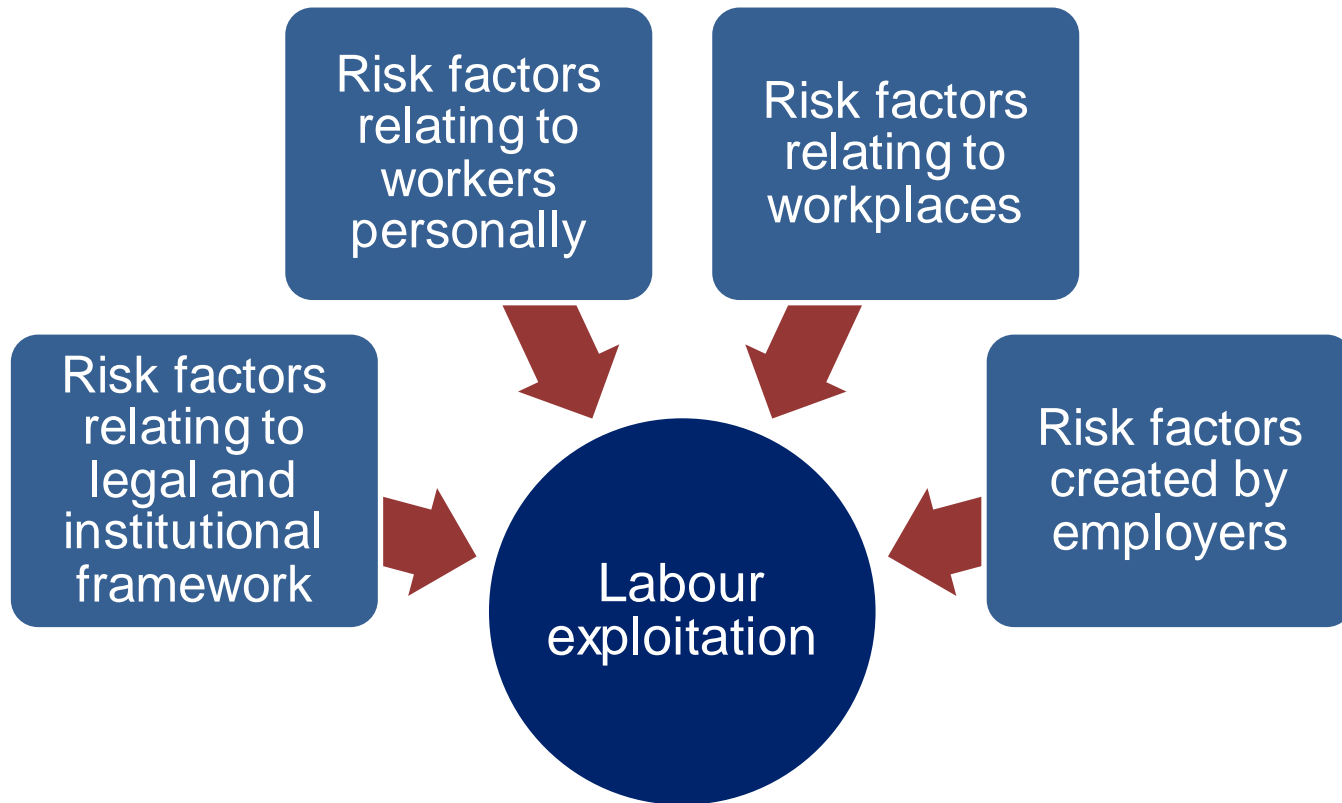 Risk factors
relating to
workers
personally
Risk factors
relating to
workplaces
Risk factors
relating to
legal and
institutional
framework
Risk factors
created by
employers
Labour
exploitation